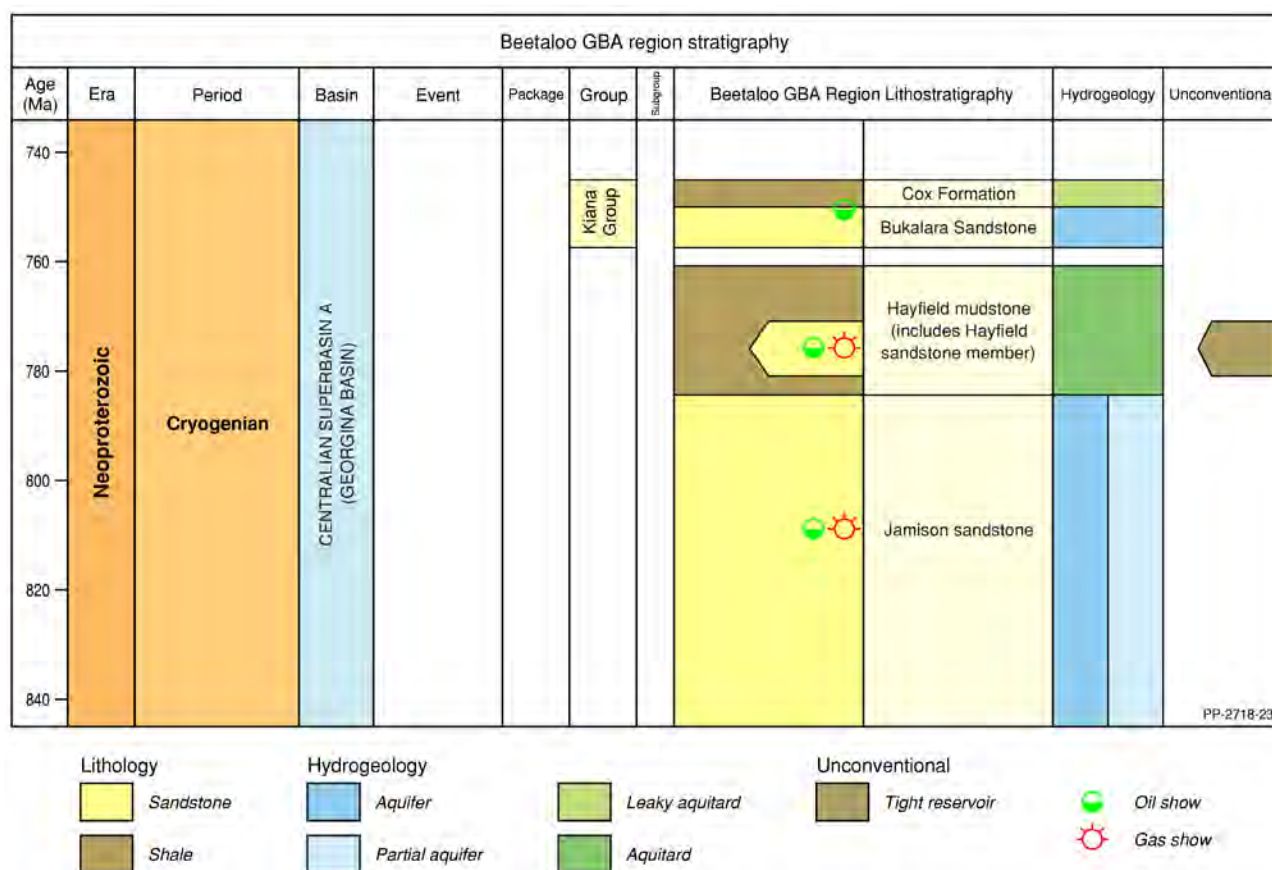 Beetaloo GBA region stratigraphy
Age
(Ma)
Era
Period
Basin
Event
Package
Group
Subgroup
Beetaloo GBA Region Lithostratigraphy
Hydrogeology
Unconventional
740
760
780
800
820
840
Neoproterozoic
Cryogenian
CENTRALIAN SUPERBASIN A
(GEORGINA BASIN)
Kiana
Group
Cox Formation
Bukalara Sandstone
Hayfield mudstone
(includes Hayfield
sandstone member)
Jamison sandstone
PP-2718-23
Lithology
Sandstone
Shale
Hydrogeology
Aquifer
Partial aquifer
Leaky aquitard
Aquitard
Unconventional
Tight reservoir
Oil show
Gas show